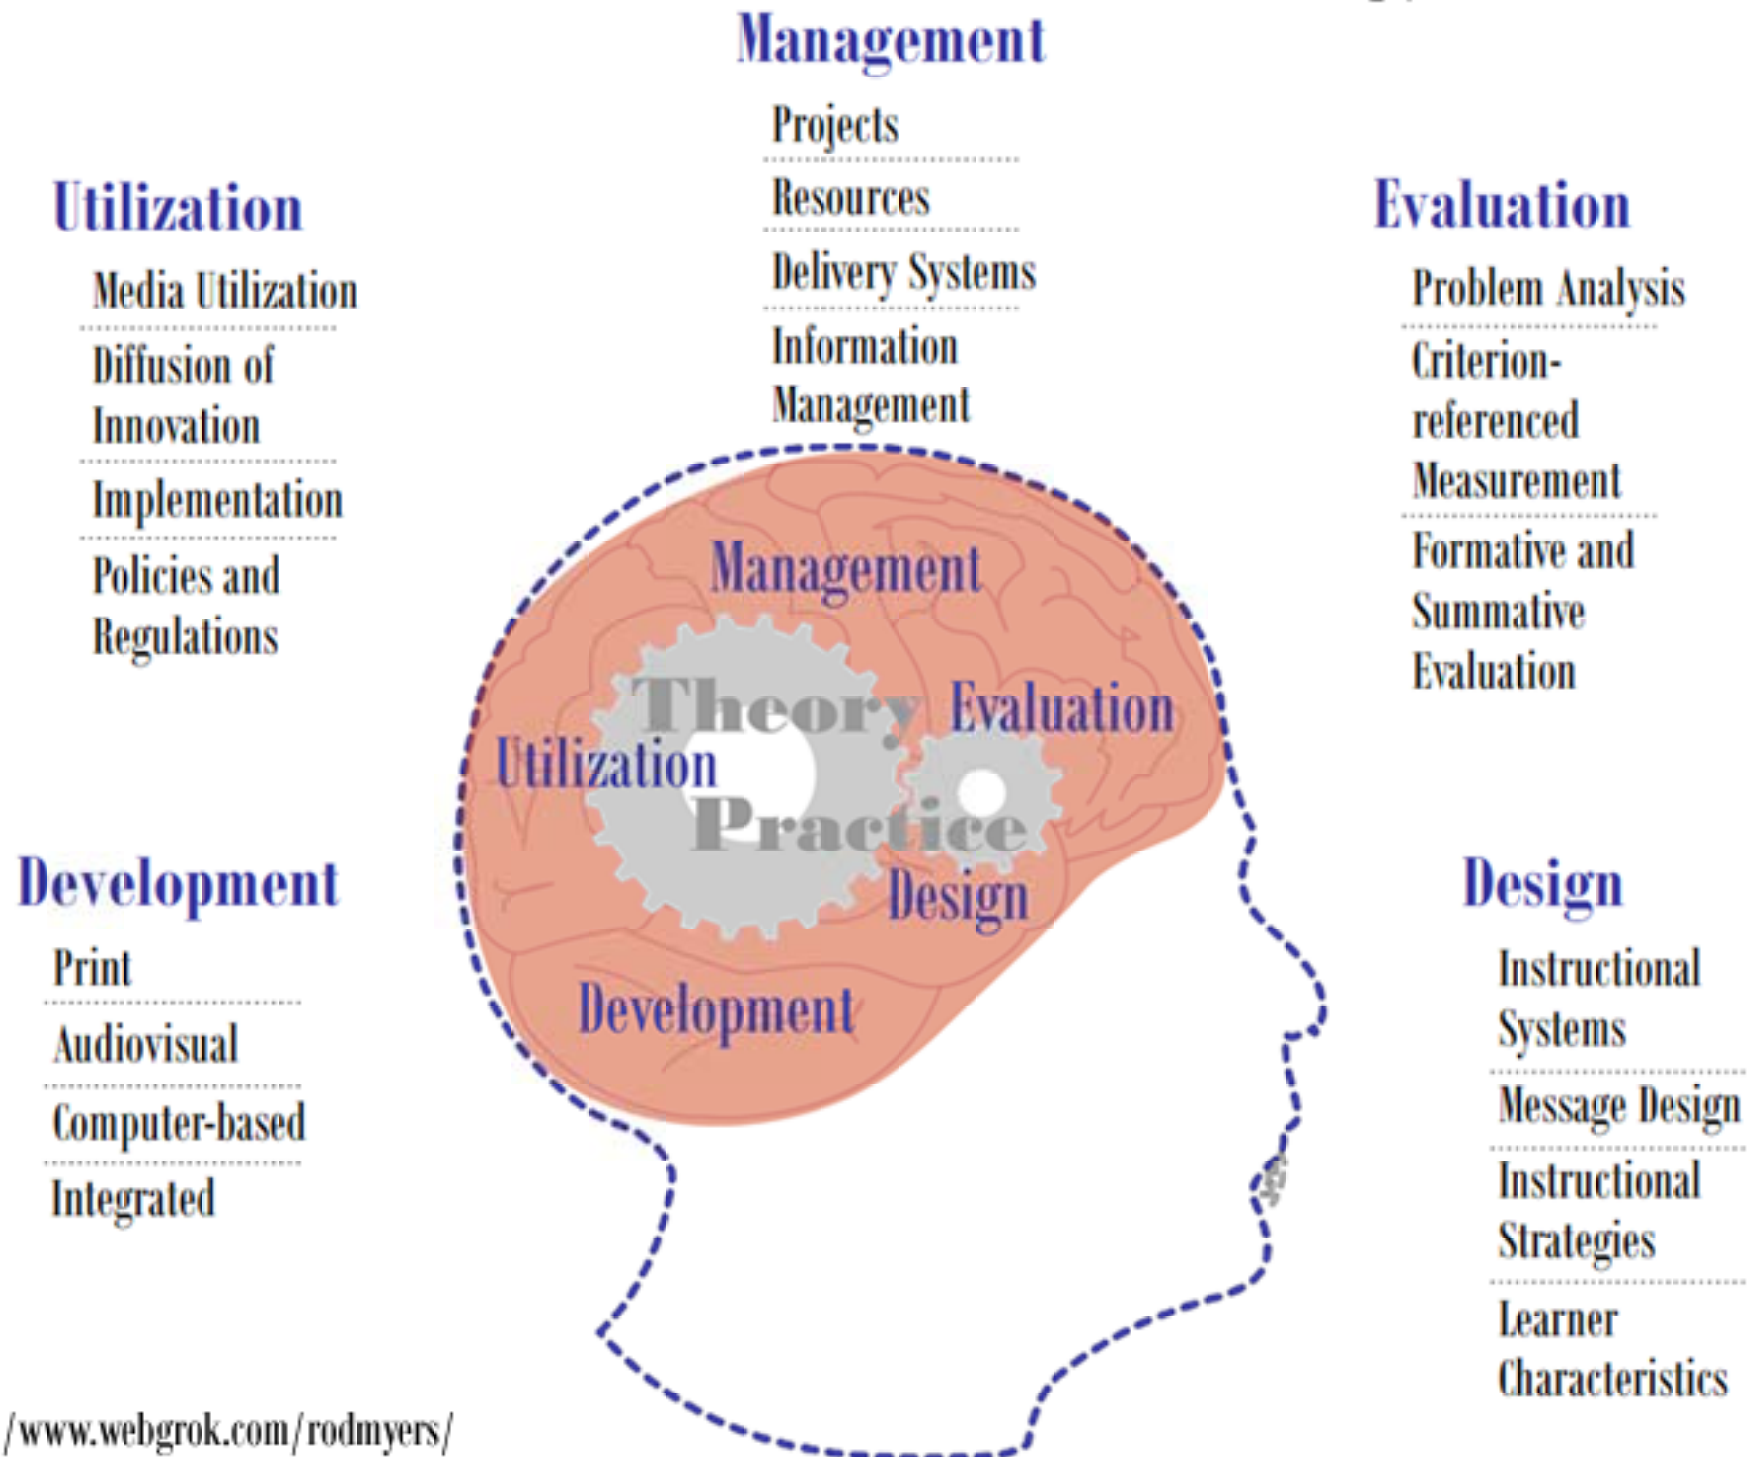 Management
Projects
Resources
Delivery Systems
Information
Management
Utilization
Media Utilization
Diffusion of
Innovation
Implementation
Policies and
Regulations
Evaluation
Problem Analysis
Criterion-
referenced
Measurement
Formative and
Summative
Evaluation
Management
Theory
Evaluation
Utilization
Practice
Design
Development
Development
Print
Audiovisual
Computer-based
Integrated
Design
Instructional
Systems
Message Design
Instructional
Strategies
Learner
Characteristics
/www.webgrok.com/rodmyers/